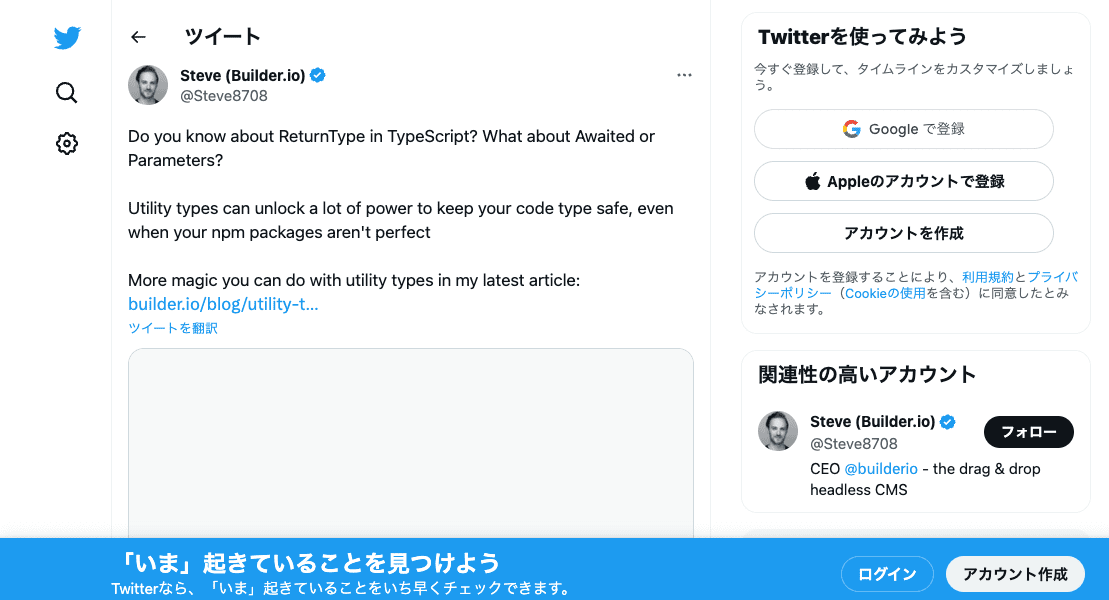 ツイート
Steve (Builder.io)
@Steve8708
Do you know about ReturnType in TypeScript? What about Awaited or
Parameters?
Utility types can unlock a lot of power to keep your code type safe, even
when your npm packages aren't perfect
More magic you can do with utility types in my latest article:
builder.io/blog/utility-t...
ツイートを翻訳
Twitterを使ってみよう
今すぐ登録して、タイムラインをカスタマイズしましょ
う。
Google で登録
Appleのアカウントで登録
アカウントを作成
アカウントを登録することにより、利用規約とプライバ
シーポリシー（Cookieの使用を含む）に同意したとみ
なされます。
関連性の高いアカウント
Steve (Builder.io)
@Steve8708
フォロー
CEO @builderio - the drag & drop
headless CMS
「いま」起きていることを見つけよう
Twitterなら、「いま」起きていることをいち早くチェックできます。
ログイン
アカウント作成